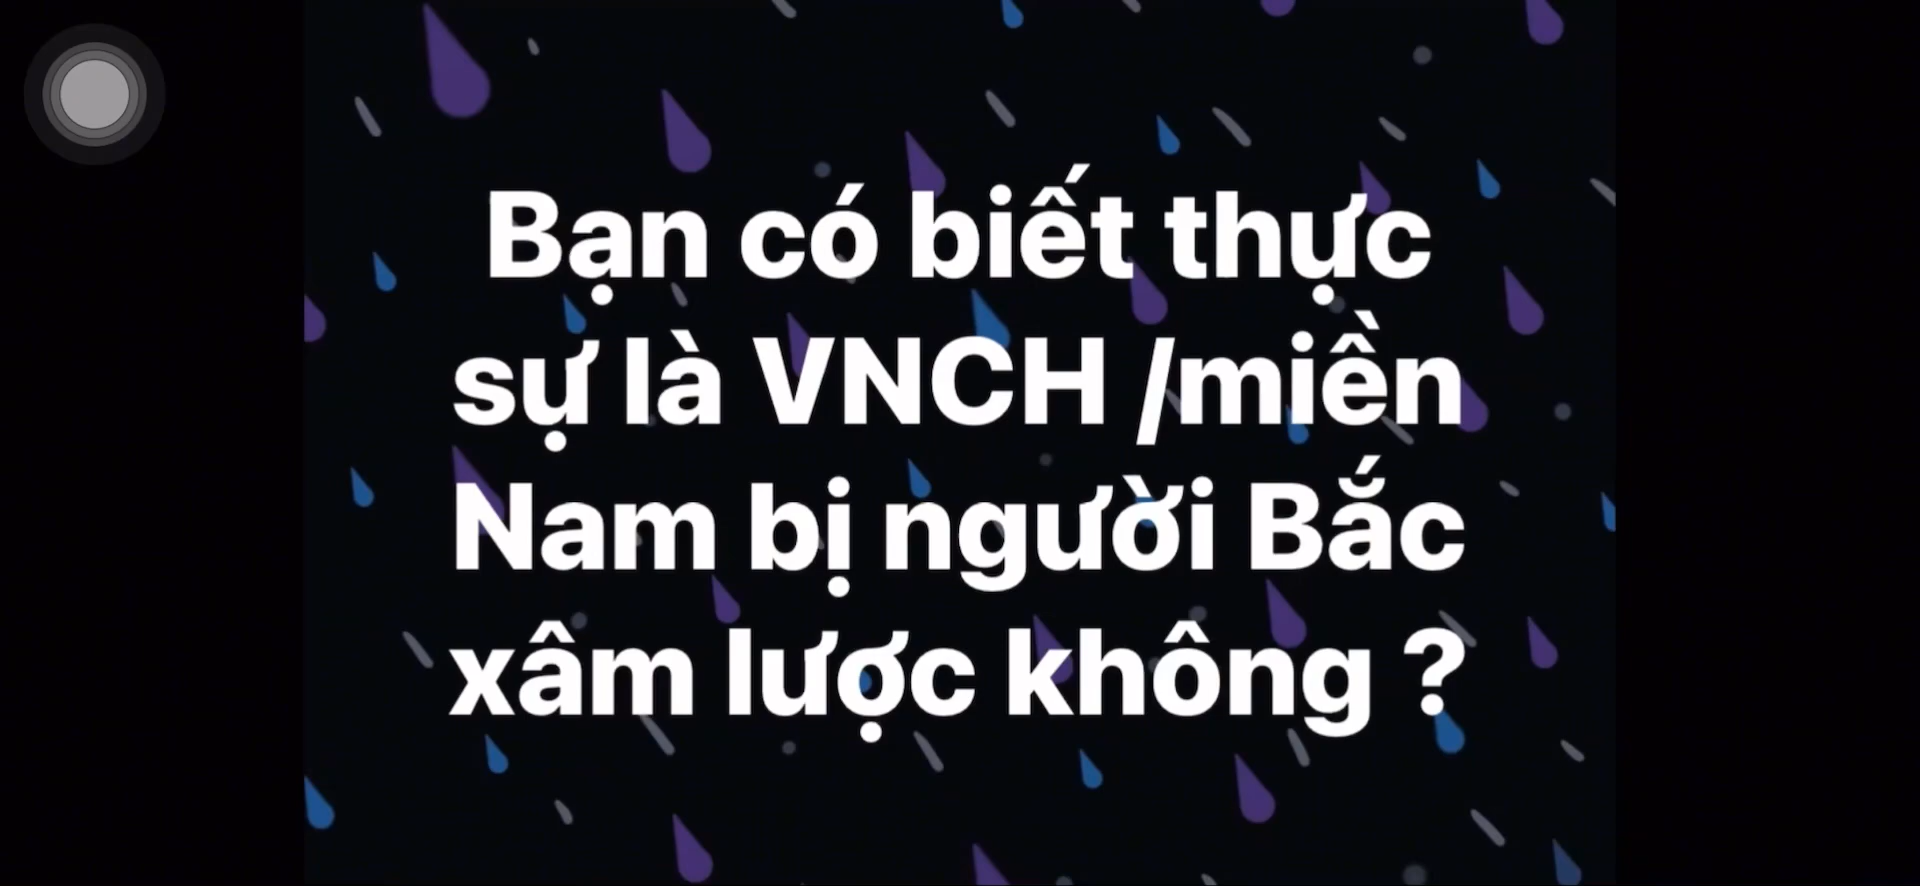 Bạn có biết thực
sự là VNCH /miền
Nam bị người Bắc
xâm lược không ?